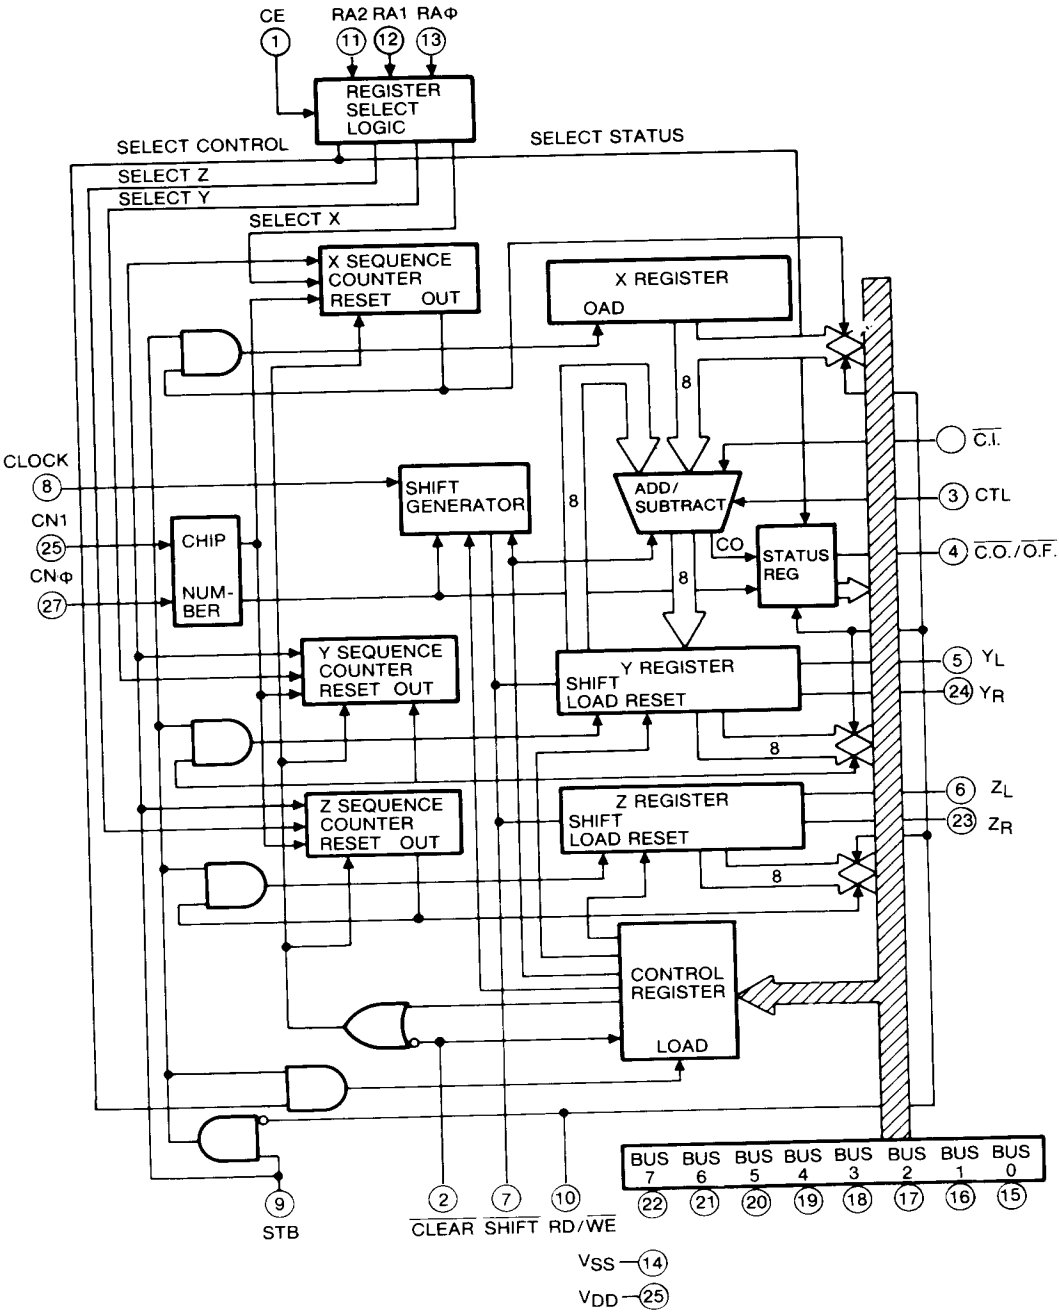 CE
RA2 RA1 RAΦ
1
11 12 13
REGISTER
SELECT
LOGIC
SELECT CONTROL
SELECT STATUS
SELECT Z
SELECT Y
SELECT X
X SEQUENCE
COUNTER
RESET OUT
X REGISTER
OAD
8
C.I.
CLOCK
8
SHIFT
GENERATOR
ADD/
SUBTRACT
8
3 CTL
CN1
25
CHIP
NUM-
BER
CNΦ
27
CO
STATUS
REG
4 C.O./O.F.
8
Y SEQUENCE
COUNTER
RESET OUT
Y REGISTER
SHIFT
LOAD RESET
5 YL
24 YR
8
Z SEQUENCE
COUNTER
RESET OUT
Z REGISTER
SHIFT
LOAD RESET
6 ZL
23 ZR
8
CONTROL
REGISTER
LOAD
BUS BUS BUS BUS BUS BUS BUS BUS
7 6 5 4 3 2 1 0
22 21 20 19 18 17 16 15
9
STB
2 7 10
CLEAR SHIFT RD/WE
VSS 14
VDD 25